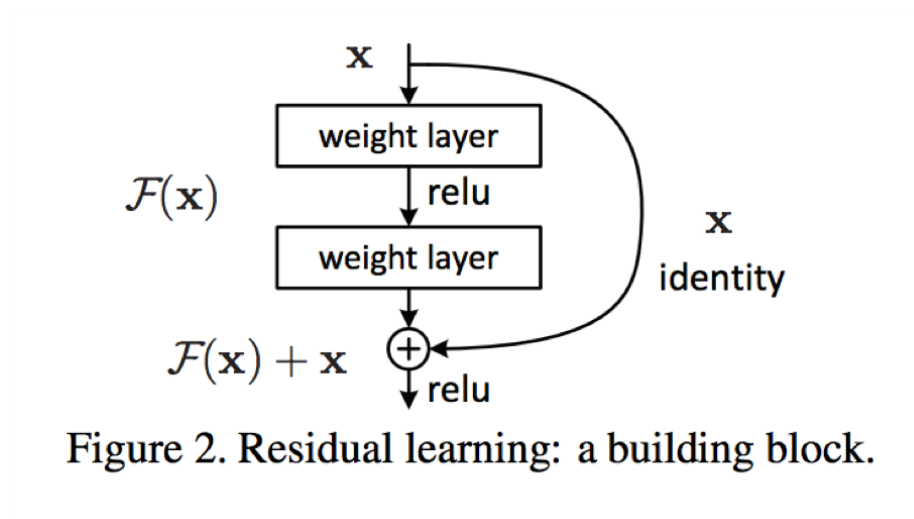 x
weight layer
F(x)
relu
weight layer
x
identity
F(x) + x
+
relu
Figure 2. Residual learning: a building block.